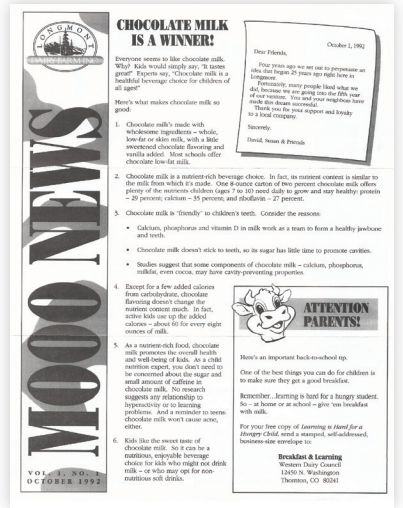 LONGMONT
DAIRY FARM INC.
MOOO NEWS
VOL. 1, NO. 1
OCTOBER 1992
CHOCOLATE MILK
IS A WINNER!
Everyone seems to like chocolate milk.
Why? Kids would simply say, "It tastes
great!" Experts say, "Chocolate milk is a
healthful beverage choice for children of
all ages!"
Here's what makes chocolate milk so
good:
1. Chocolate milk's made with
wholesome ingredients – whole,
low-fat or skim milk, with a little
sweetened chocolate flavoring and
vanilla added. Most schools offer
chocolate low-fat milk.
October 1, 1992
Dear Friends,
Four years ago we set out to perpetuate an
idea that began 25 years ago right here in
Longmont.
Fortunately, many people liked what we
did, because we are going into the fifth year
of our venture. You and your neighbors have
made this dream successful.
Thank you for your support and loyalty
to a local company.
Sincerely,
David, Susan & Friends
2. Chocolate milk is a nutrient-rich beverage choice. In fact, its nutrient content is similar to
the milk from which it's made. One 8-ounce carton of two percent chocolate milk offers
plenty of the nutrients children (ages 7 to 10) need daily to grow and stay healthy: protein
– 29 percent; calcium – 35 percent; and riboflavin – 27 percent.
3. Chocolate milk is "friendly" to children's teeth. Consider the reasons:
• Calcium, phosphorus and vitamin D in milk work as a team to form a healthy jawbone
and teeth.
• Chocolate milk doesn't stick to teeth, so its sugar has little time to promote cavities.
• Studies suggest that some components of chocolate milk – calcium, phosphorus,
milkfat, even cocoa, may have cavity-preventing properties.
4. Except for a few added calories
from carbohydrate, chocolate
flavoring doesn't change the
nutrient content much. In fact,
active kids use up the added
calories – about 60 for every eight
ounces of milk.
5. As a nutrient-rich food, chocolate
milk promotes the overall health
and well-being of kids. As a child
nutrition expert, you don't need to
be concerned about the sugar and
small amount of caffeine in
chocolate milk. No research
suggests any relationship to
hyperactivity or to learning
problems. And a reminder to teens:
chocolate milk won't cause acne,
either.
6. Kids like the sweet taste of
chocolate milk. So it can be a
nutritious, enjoyable beverage
choice for kids who might not drink
milk – or who may opt for non-
nutritious soft drinks.
ATTENTION
PARENTS!
Here's an important back-to-school tip.
One of the best things you can do for children is
to make sure they get a good breakfast.
Remember...learning is hard for a hungry student.
So – at home or at school – give 'em breakfast
with milk.
For your free copy of Learning is Hard for a
Hungry Child, send a stamped, self-addressed,
business-size envelope to:
Breakfast & Learning
Western Dairy Council
12450 N. Washington
Thornton, CO 80241